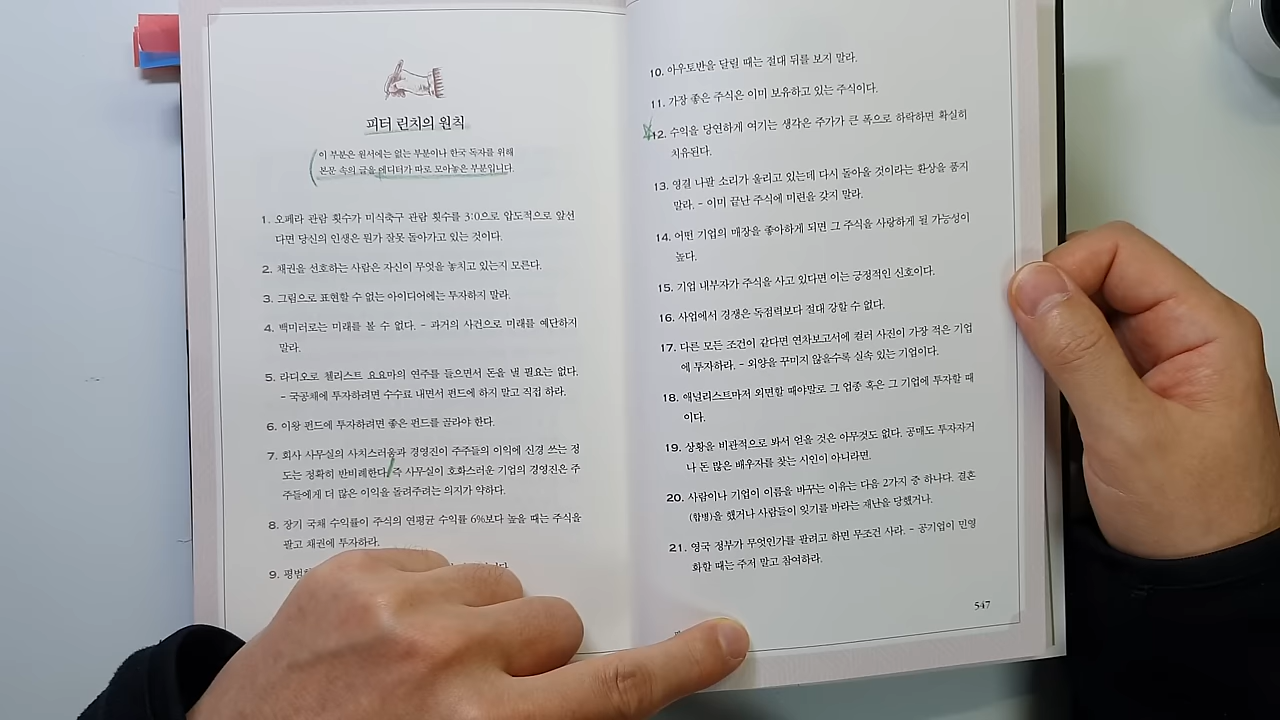 피터 린치의 원칙
이 부분은 원서에는 없는 부분이나 한국 독자를 위해
본문 속의 글을 에디터가 따로 모아놓은 부분입니다.
1. 오페라 관람 횟수가 미식축구 관람 횟수를 3:0으로 압도적으로 앞선
다면 당신의 인생은 뭔가 잘못 돌아가고 있는 것이다.
2. 채권을 선호하는 사람은 자신이 무엇을 놓치고 있는지 모른다.
3. 그림으로 표현할 수 없는 아이디어에는 투자하지 말라.
4. 백미러로는 미래를 볼 수 없다. - 과거의 사건으로 미래를 예단하지
말라.
5. 라디오로 첼리스트 요요마의 연주를 들으면서 돈을 낼 필요는 없다.
- 국공채에 투자하려면 수수료 내면서 펀드에 하지 말고 직접 하라.
6. 이왕 펀드에 투자하려면 좋은 펀드를 골라야 한다.
7. 회사 사무실의 사치스러움과 경영진이 주주들의 이익에 신경 쓰는 정
도는 정확히 반비례한다. 즉 사무실이 호화스러운 기업의 경영진은 주
주들에게 더 많은 이익을 돌려주려는 의지가 약하다.
8. 장기 국채 수익률이 주식의 연평균 수익률 6%보다 높을 때는 주식을
팔고 채권에 투자하라.
9.
10. 아우토반을 달릴 때는 절대 뒤를 보지 말라.
11. 가장 좋은 주식은 이미 보유하고 있는 주식이다.
12. 수익을 당연하게 여기는 생각은 주가가 큰 폭으로 하락하면 확실히
치유된다.
13. 영결 나팔 소리가 울리고 있는데 다시 돌아올 것이라는 환상을 품지
말라. - 이미 끝난 주식에 미련을 갖지 말라.
14. 어떤 기업의 매장을 좋아하게 되면 그 주식을 사랑하게 될 가능성이
높다.
15. 기업 내부자가 주식을 사고 있다면 이는 긍정적인 신호이다.
16. 사업에서 경쟁은 독점력보다 절대 강할 수 없다.
17. 다른 모든 조건이 같다면 연차보고서에 컬러 사진이 가장 적은 기업
에 투자하라. - 외양을 꾸미지 않을수록 실속 있는 기업이다.
18. 애널리스트마저 외면할 때야말로 그 업종 혹은 그 기업에 투자할 때
이다.
19. 상황을 비관적으로 봐서 얻을 것은 아무것도 없다. 공매도 투자자거
나 돈 많은 배우자를 찾는 시인이 아니라면.
20. 사람이나 기업이 이름을 바꾸는 이유는 다음 2가지 중 하나다. 결혼
(합병)을 했거나 사람들이 잊기를 바라는 재난을 당했거나.
21. 영국 정부가 무엇인가를 팔려고 하면 무조건 사라. - 공기업이 민영
화할 때는 주저 말고 참여하라.
547